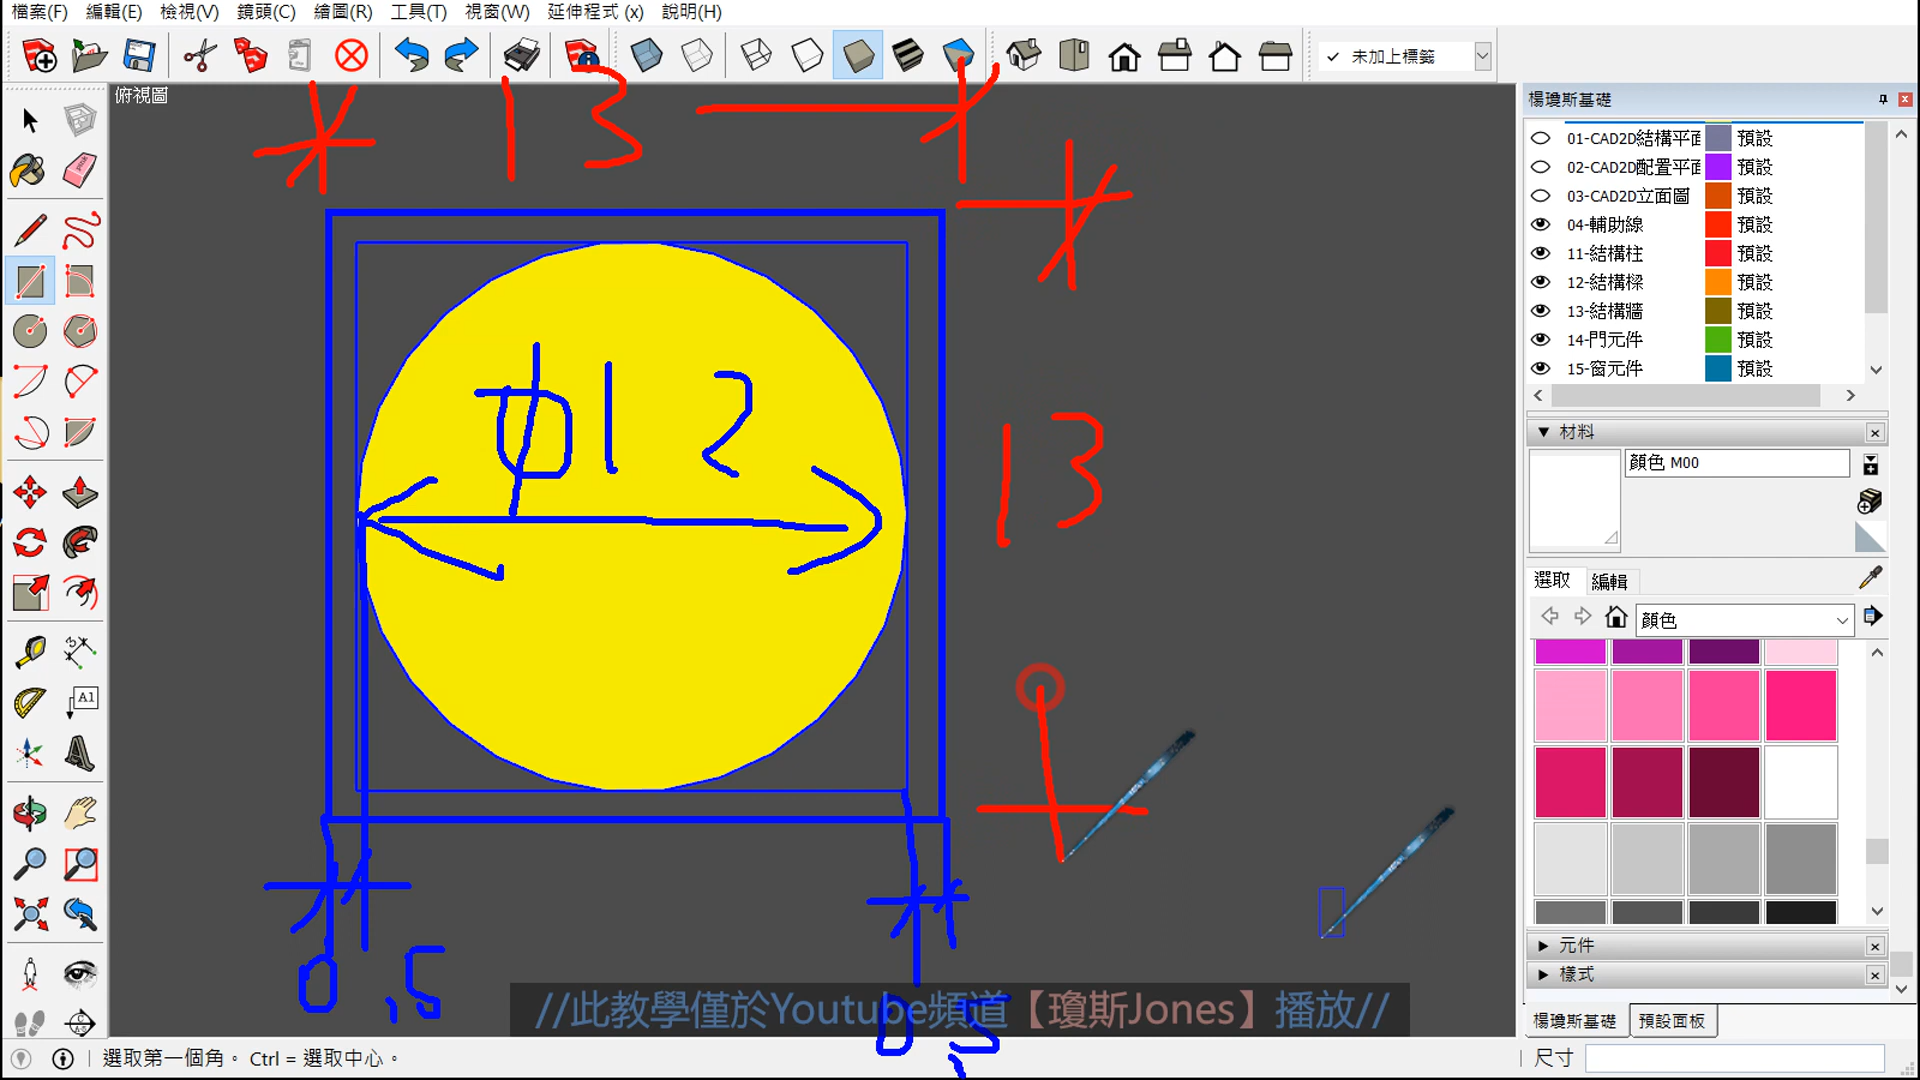 檔案(F) 編輯(E) 檢視(V) 鏡頭(C) 繪圖(R) 工具(T) 視窗(W) 延伸程式 (x) 說明(H)
未加上標籤
俯視圖
13
13
ϕ12
0.5
0.5
//此教學僅於Youtube頻道【瓊斯Jones】播放//
楊瓊斯基礎
01-CAD2D結構平面 預設
02-CAD2D配置平面 預設
03-CAD2D立面圖 預設
04-輔助線 預設
11-結構柱 預設
12-結構樑 預設
13-結構牆 預設
14-門元件 預設
15-窗元件 預設
材料
顏色 M00
選取 編輯
顏色
元件
樣式
楊瓊斯基礎 預設面板
A1
選取第一個角。 Ctrl = 選取中心。
尺寸